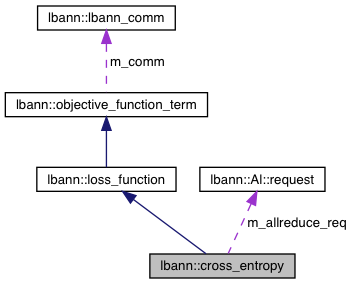 lbann::lbann_comm
m_comm
lbann::objective_function_term
lbann::loss_function
lbann::Al::request
m_allreduce_req
lbann::cross_entropy